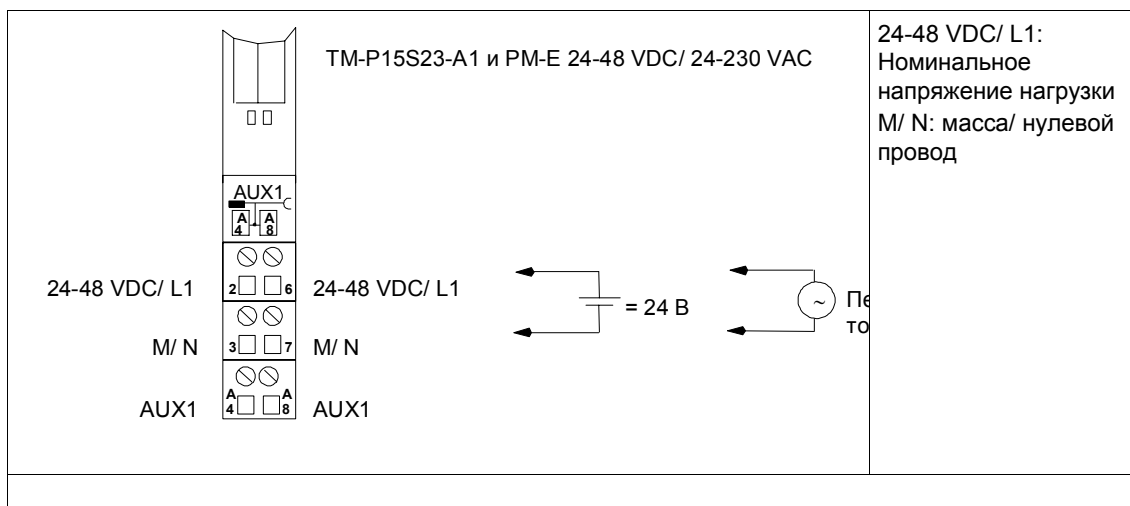 TM-P15S23-A1 и PM-E 24-48 VDC/ 24-230 VAC
24-48 VDC/ L1:
Номинальное
напряжение нагрузки
M/ N: масса/ нулевой
провод
AUX1
A A
4 8
24-48 VDC/ L1 2 6 24-48 VDC/ L1
= 24 В
~
M/ N 3 7 M/ N
A A
AUX1 4 8 AUX1